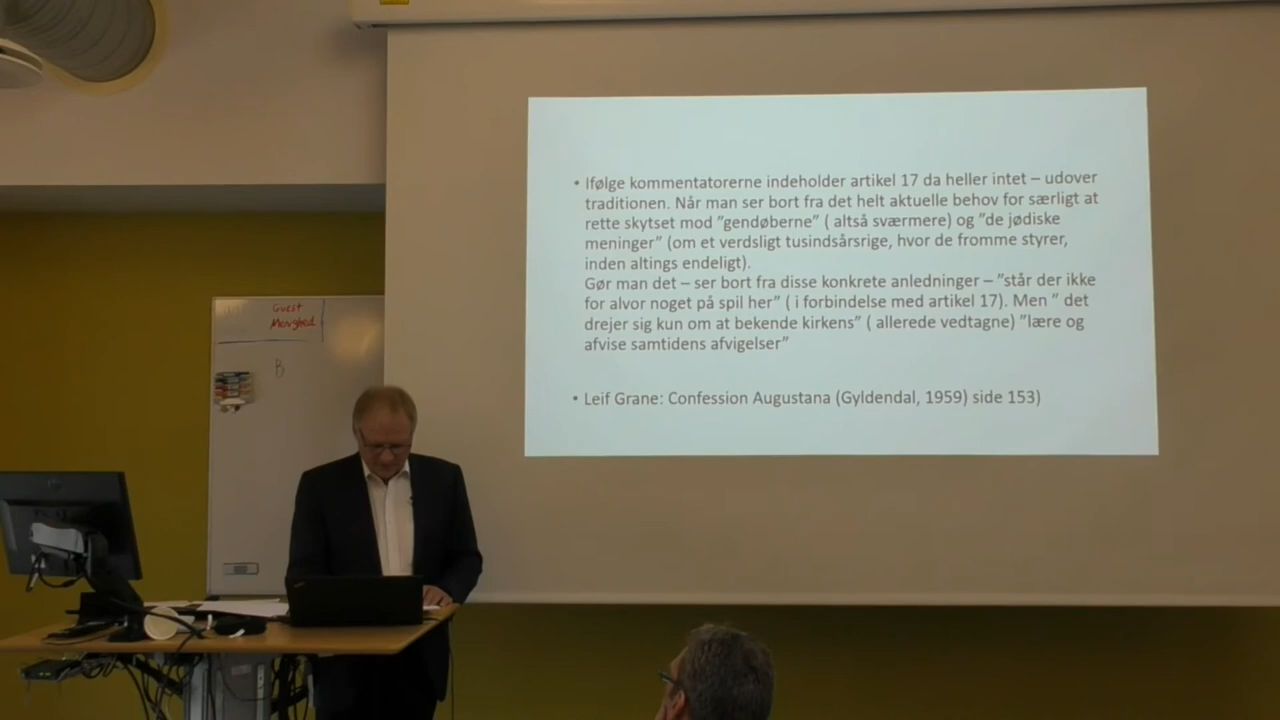 • Ifølge kommentatorerne indeholder artikel 17 da heller intet – udover
traditionen. Når man ser bort fra det helt aktuelle behov for særligt at
rette skytset mod ”gendøberne” ( altså sværmere) og ”de jødiske
meninger” (om et verdsligt tusindsårsrige, hvor de fromme styrer,
inden altings endeligt).
Gør man det – ser bort fra disse konkrete anledninger – ”står der ikke
for alvor noget på spil her” ( i forbindelse med artikel 17). Men ” det
drejer sig kun om at bekende kirkens” ( allerede vedtagne) ”lære og
afvise samtidens afvigelser”
• Leif Grane: Confession Augustana (Gyldendal, 1959) side 153)
Guest
B